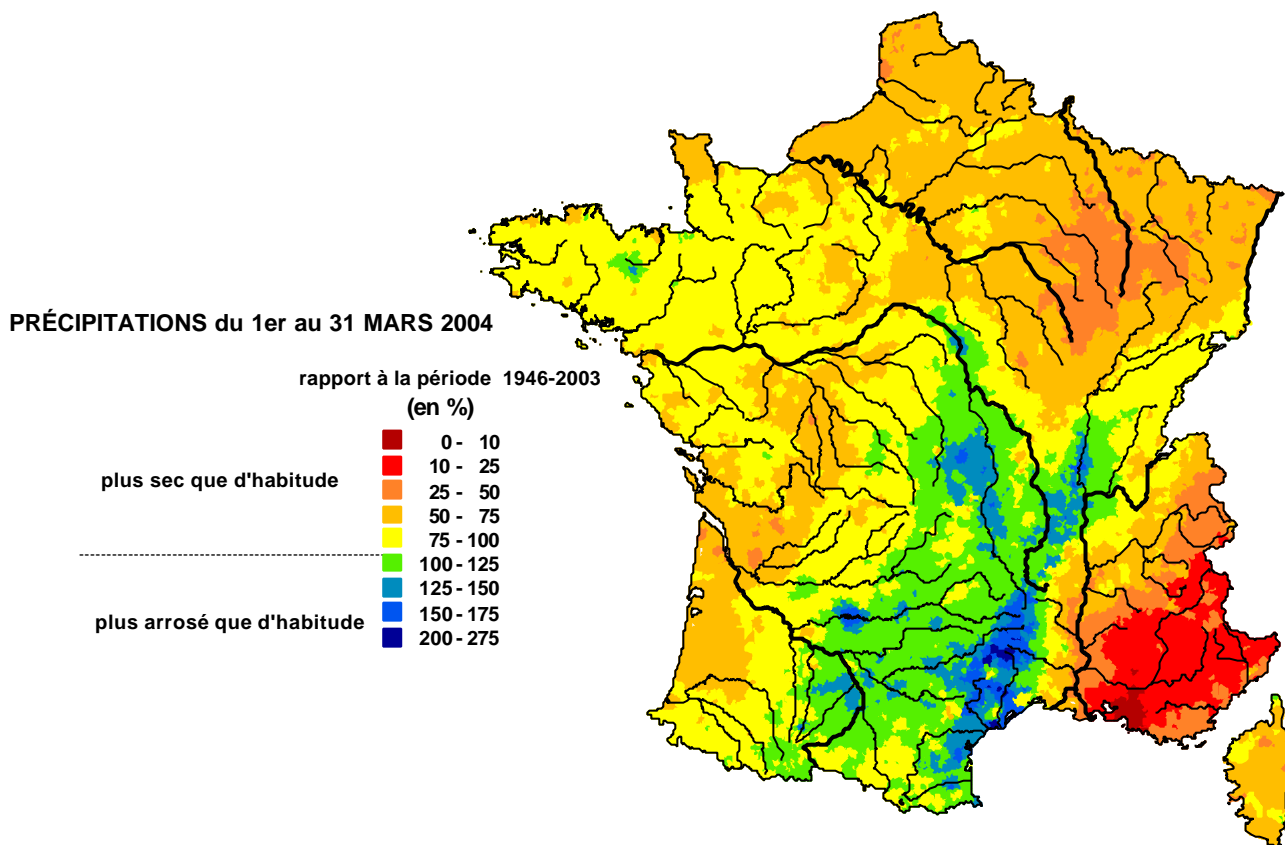 PRÉCIPITATIONS du 1er au 31 MARS 2004
rapport à la période 1946-2003
(en %)
plus sec que d'habitude
0 - 10
10 - 25
25 - 50
50 - 75
75 - 100
100 - 125
125 - 150
150 - 175
200 - 275
plus arrosé que d'habitude